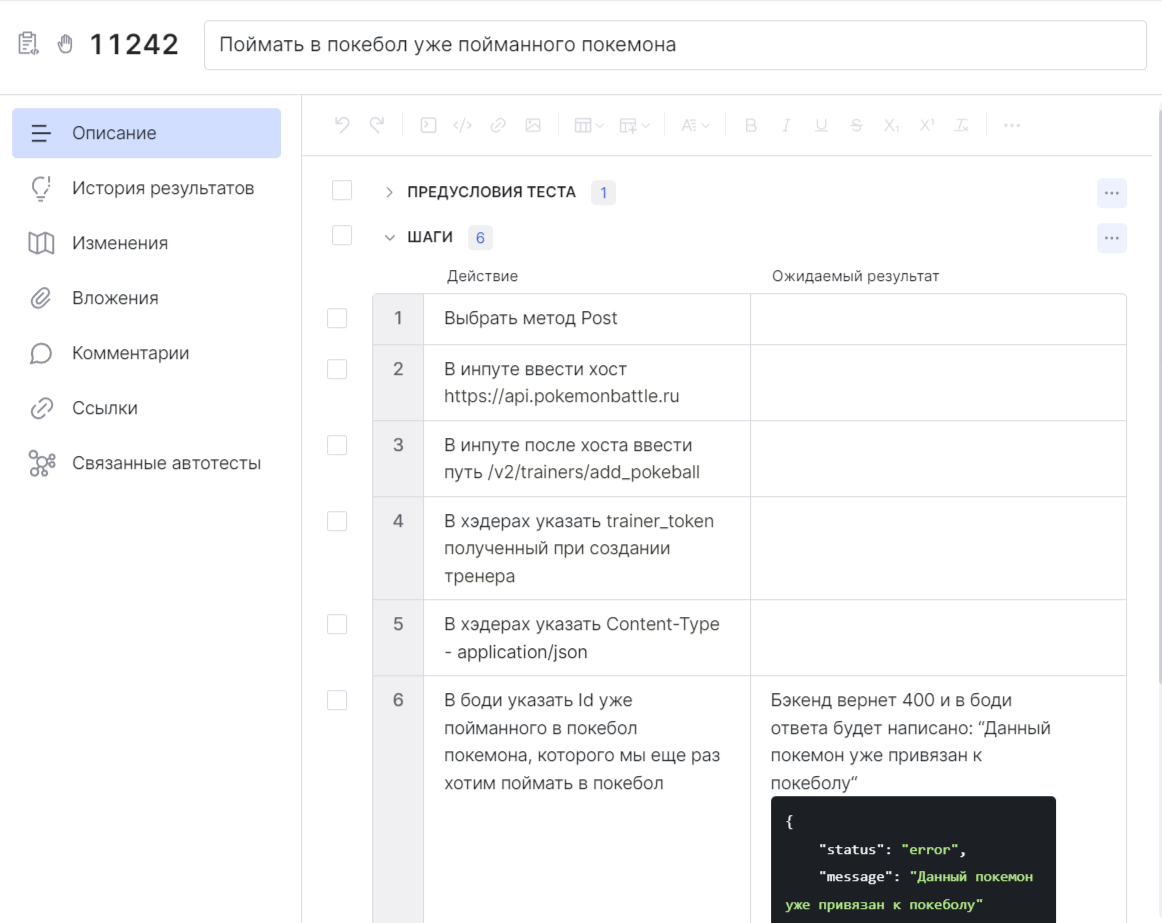 11242
Поймать в покебол уже пойманного покемона
Описание
История результатов
Изменения
Вложения
Комментарии
Ссылки
Связанные автотесты
ПРЕДУСЛОВИЯ ТЕСТА 1
ШАГИ 6
Действие
Ожидаемый результат
1
Выбрать метод Post
2
В инпуте ввести хост
https://api.pokemonbattle.ru
3
В инпуте после хоста ввести
путь /v2/trainers/add_pokeball
4
В хэдерах указать trainer_token
полученный при создании
тренера
5
В хэдерах указать Content-Type
- application/json
6
В боди указать Id уже
пойманного в покебол
покемона, которого мы еще раз
хотим поймать в покебол
Бэкенд вернет 400 и в боди
ответа будет написано: “Данный
покемон уже привязан к
покеболу“
{
"status": "error",
"message": "Данный покемон
уже привязан к покеболу"